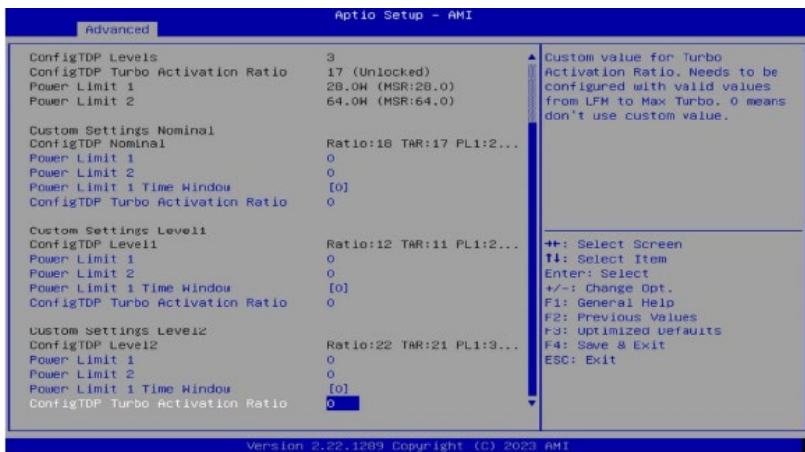 Aptio Setup - AMI
Advanced
ConfigTDP Levels 3
ConfigTDP Turbo Activation Ratio 17 (Unlocked)
Power Limit 1 28.0W (MSR:28.0)
Power Limit 2 64.0W (MSR:64.0)
Custom Settings Nominal
ConfigTDP Nominal Ratio:18 TAR:17 PL1:2...
Power Limit 1 0
Power Limit 2 0
Power Limit 1 Time Window [0]
ConfigTDP Turbo Activation Ratio 0
Custom Settings Level1
ConfigTDP Level1 Ratio:12 TAR:11 PL1:2...
Power Limit 1 0
Power Limit 2 0
Power Limit 1 Time Window [0]
ConfigTDP Turbo Activation Ratio 0
Custom Settings Level2
ConfigTDP Level2 Ratio:22 TAR:21 PL1:3...
Power Limit 1 0
Power Limit 2 0
Power Limit 1 Time Window [0]
ConfigTDP Turbo Activation Ratio 0
Custom value for Turbo
Activation Ratio. Needs to be
configured with valid values
from LFM to Max Turbo. 0 means
don't use custom value.
→←: Select Screen
↑↓: Select Item
Enter: Select
+/-: Change Opt.
F1: General Help
F2: Previous Values
F3: Optimized Defaults
F4: Save & Exit
ESC: Exit
Version 2.22.1289 Copyright (C) 2023 AMI